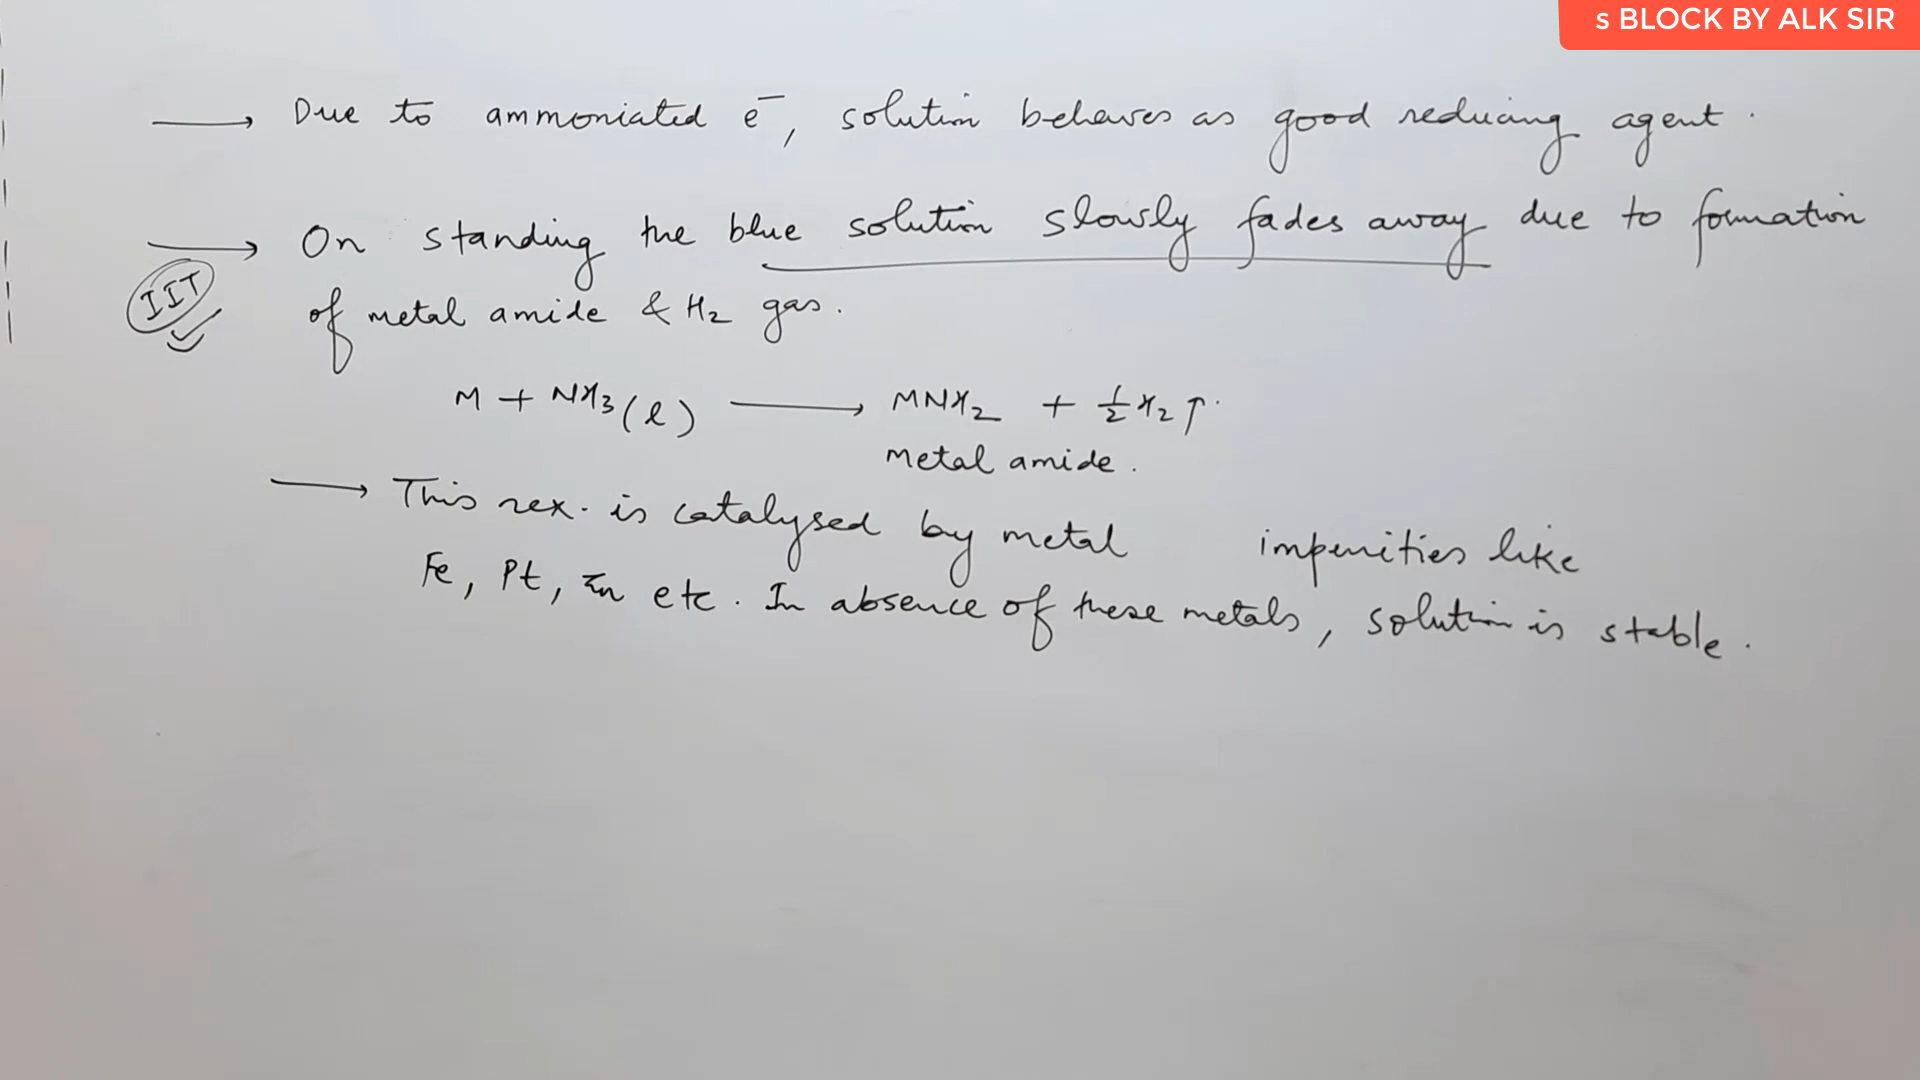 s BLOCK BY ALK SIR
→ Due to ammoniated e⁻, solution behaves as good reducing agent.
→ On standing the blue solution slowly fades away due to formation
IIT
of metal amide & H₂ gas.
M + NH₃(l) → MNH₂ + 1/2 H₂ ↑.
Metal amide.
→ This rex. is catalysed by metal impurities like
Fe, Pt, Zn etc. In absence of these metals, solution is stable.